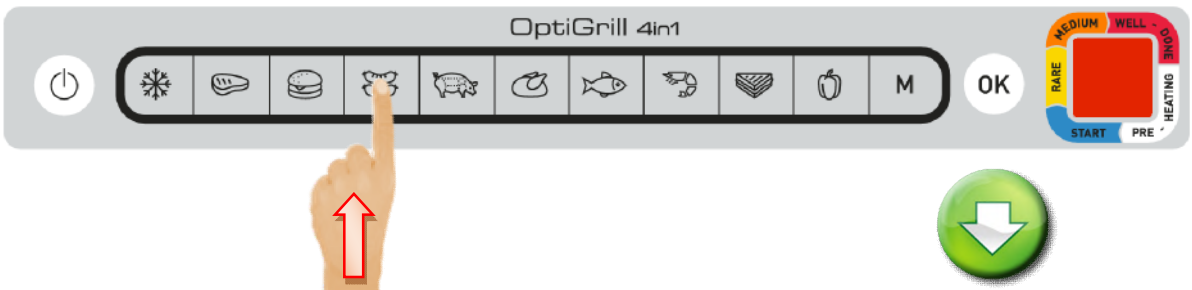 OptiGrill 4in1
M
OK
RARE
MEDIUM
WELL - DONE
PRE - HEATING
START